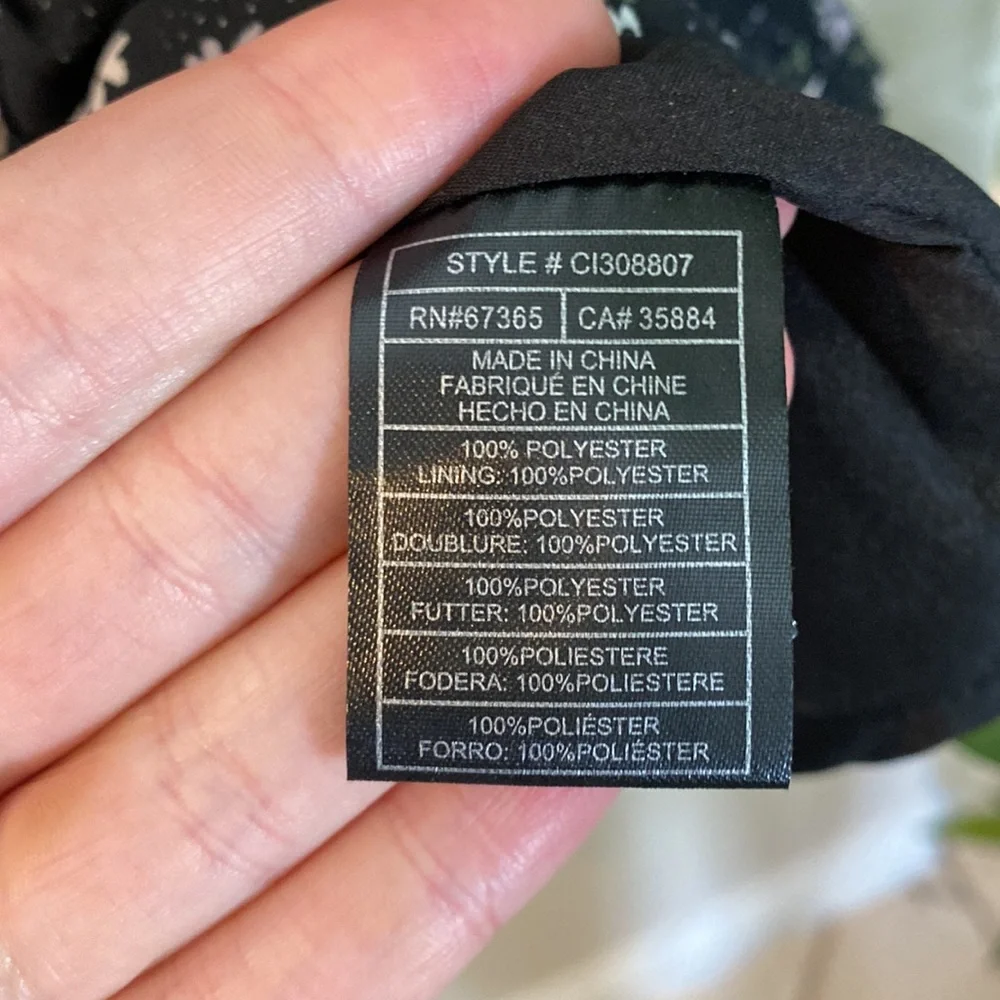 STYLE # CI308807
RN#67365 CA# 35884
MADE IN CHINA
FABRIQUÉ EN CHINE
HECHO EN CHINA
100% POLYESTER
LINING: 100%POLYESTER
100%POLYESTER
DOUBLURE: 100%POLYESTER
100%POLYESTER
FUTTER: 100%POLYESTER
100%POLIESTERE
FODERA: 100%POLIESTERE
100%POLIÉSTER
FORRO: 100%POLIÉSTER